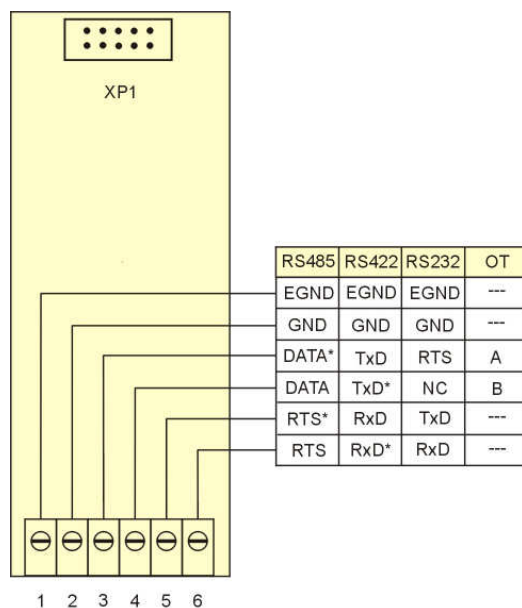 XP1
RS485 RS422 RS232 OT
EGND EGND EGND ---
GND GND GND ---
DATA* TxD RTS A
DATA TxD* NC B
RTS* RxD TxD ---
RTS RxD* RxD ---
1 2 3 4 5 6